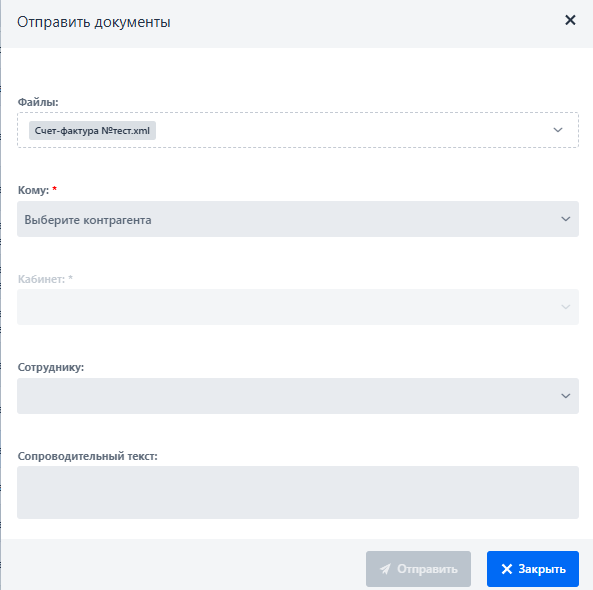 Отправить документы
Файлы:
Счет-фактура №тест.xml
Кому: *
Выберите контрагента
Кабинет: *
Сотруднику:
Сопроводительный текст:
Отправить
Закрыть